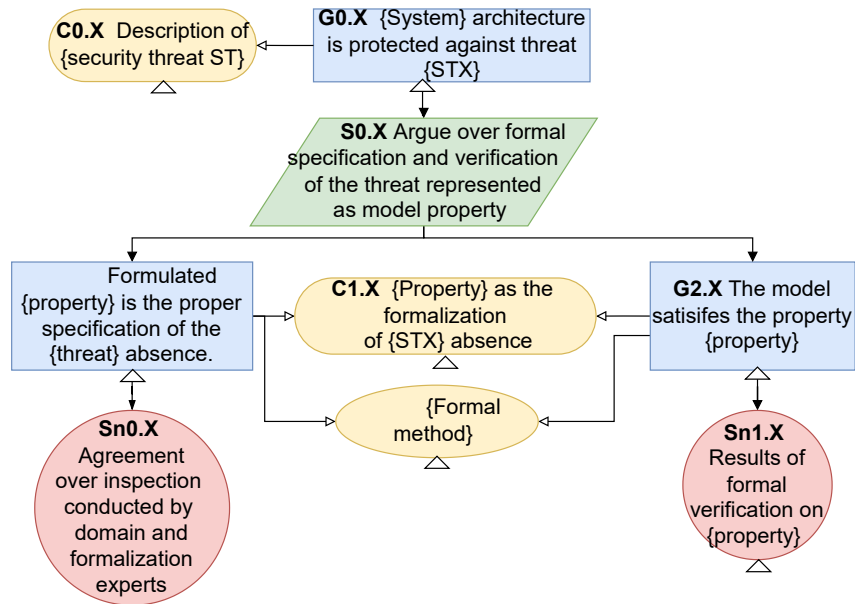 C0.X Description of
{security threat ST}
G0.X {System} architecture
is protected against threat
{STX}
S0.X Argue over formal
specification and verification
of the threat represented
as model property
Formulated
{property} is the proper
specification of the
{threat} absence.
C1.X {Property} as the
formalization
of {STX} absence
G2.X The model
satisifes the property
{property}
{Formal
method}
Sn0.X
Agreement
over inspection
conducted by
domain and
formalization
experts
Sn1.X
Results of
formal
verification on
{property}